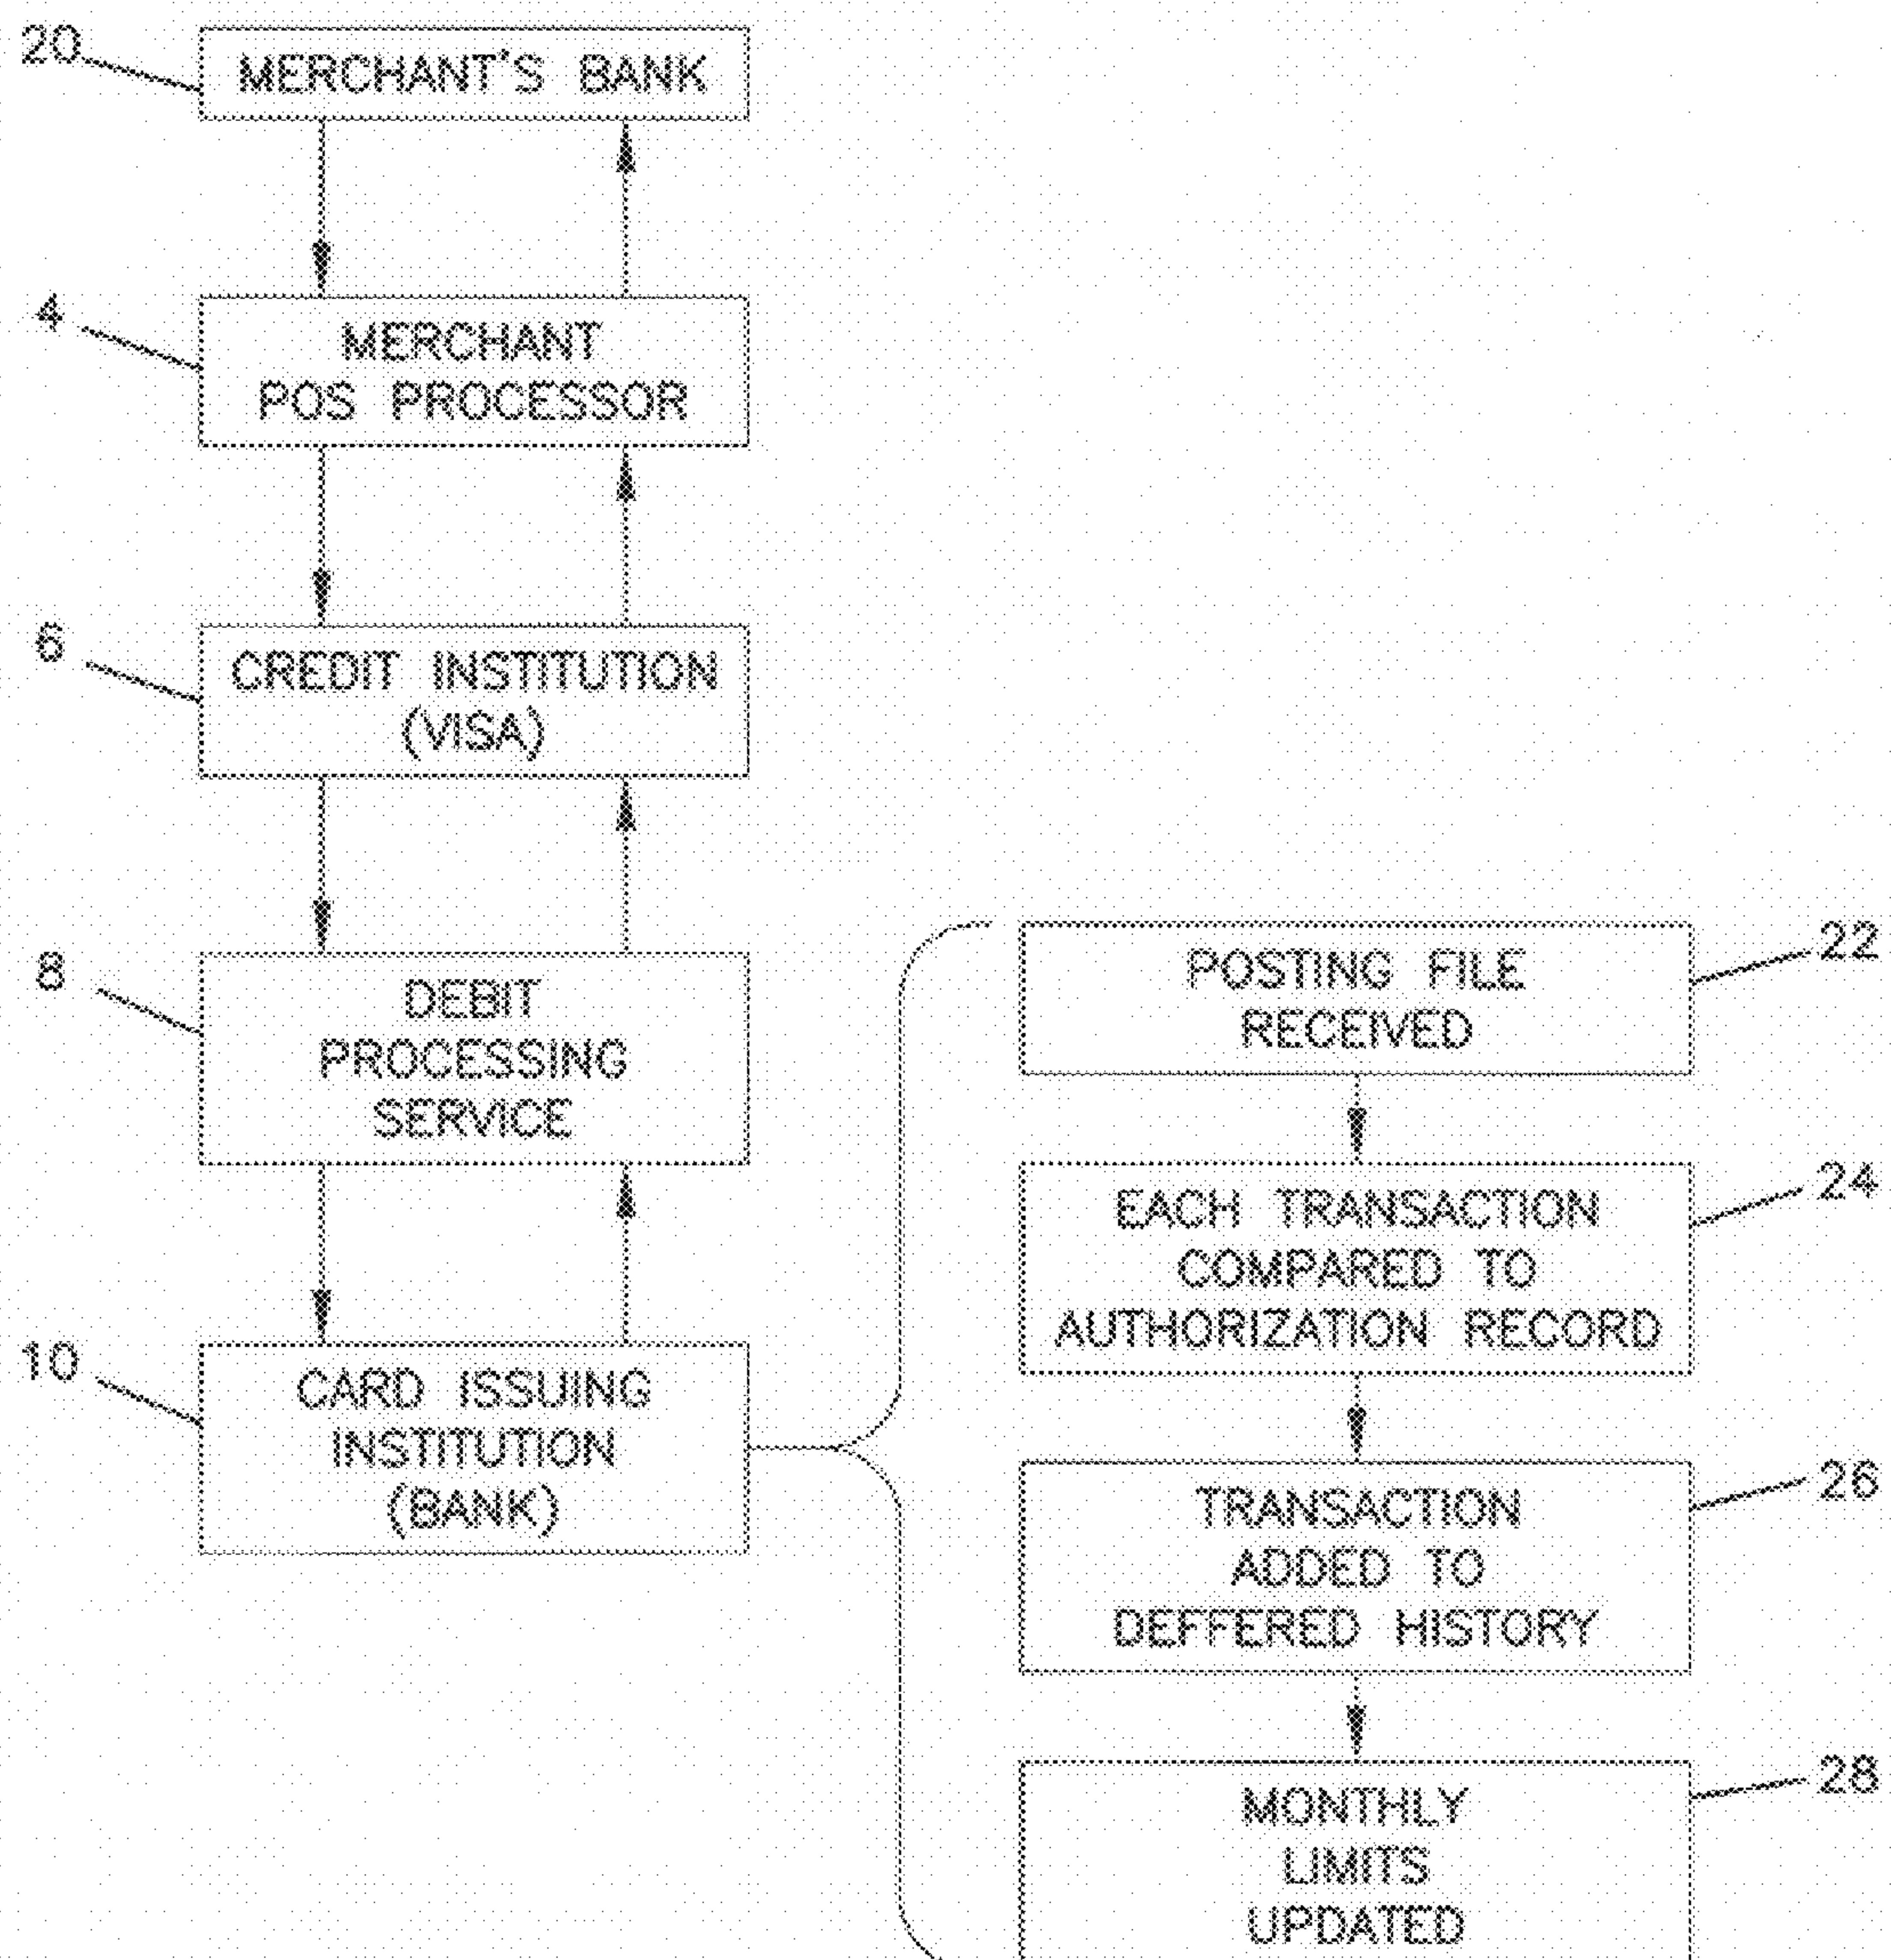 20
MERCHANT'S BANK
4
MERCHANT
POS PROCESSOR
6
CREDIT INSTITUTION
(VISA)
8
DEBIT
PROCESSING
SERVICE
10
CARD ISSUING
INSTITUTION
(BANK)
POSTING FILE
RECEIVED
22
EACH TRANSACTION
COMPARED TO
AUTHORIZATION RECORD
24
TRANSACTION
ADDED TO
DEFFERED HISTORY
26
MONTHLY
LIMITS
UPDATED
28